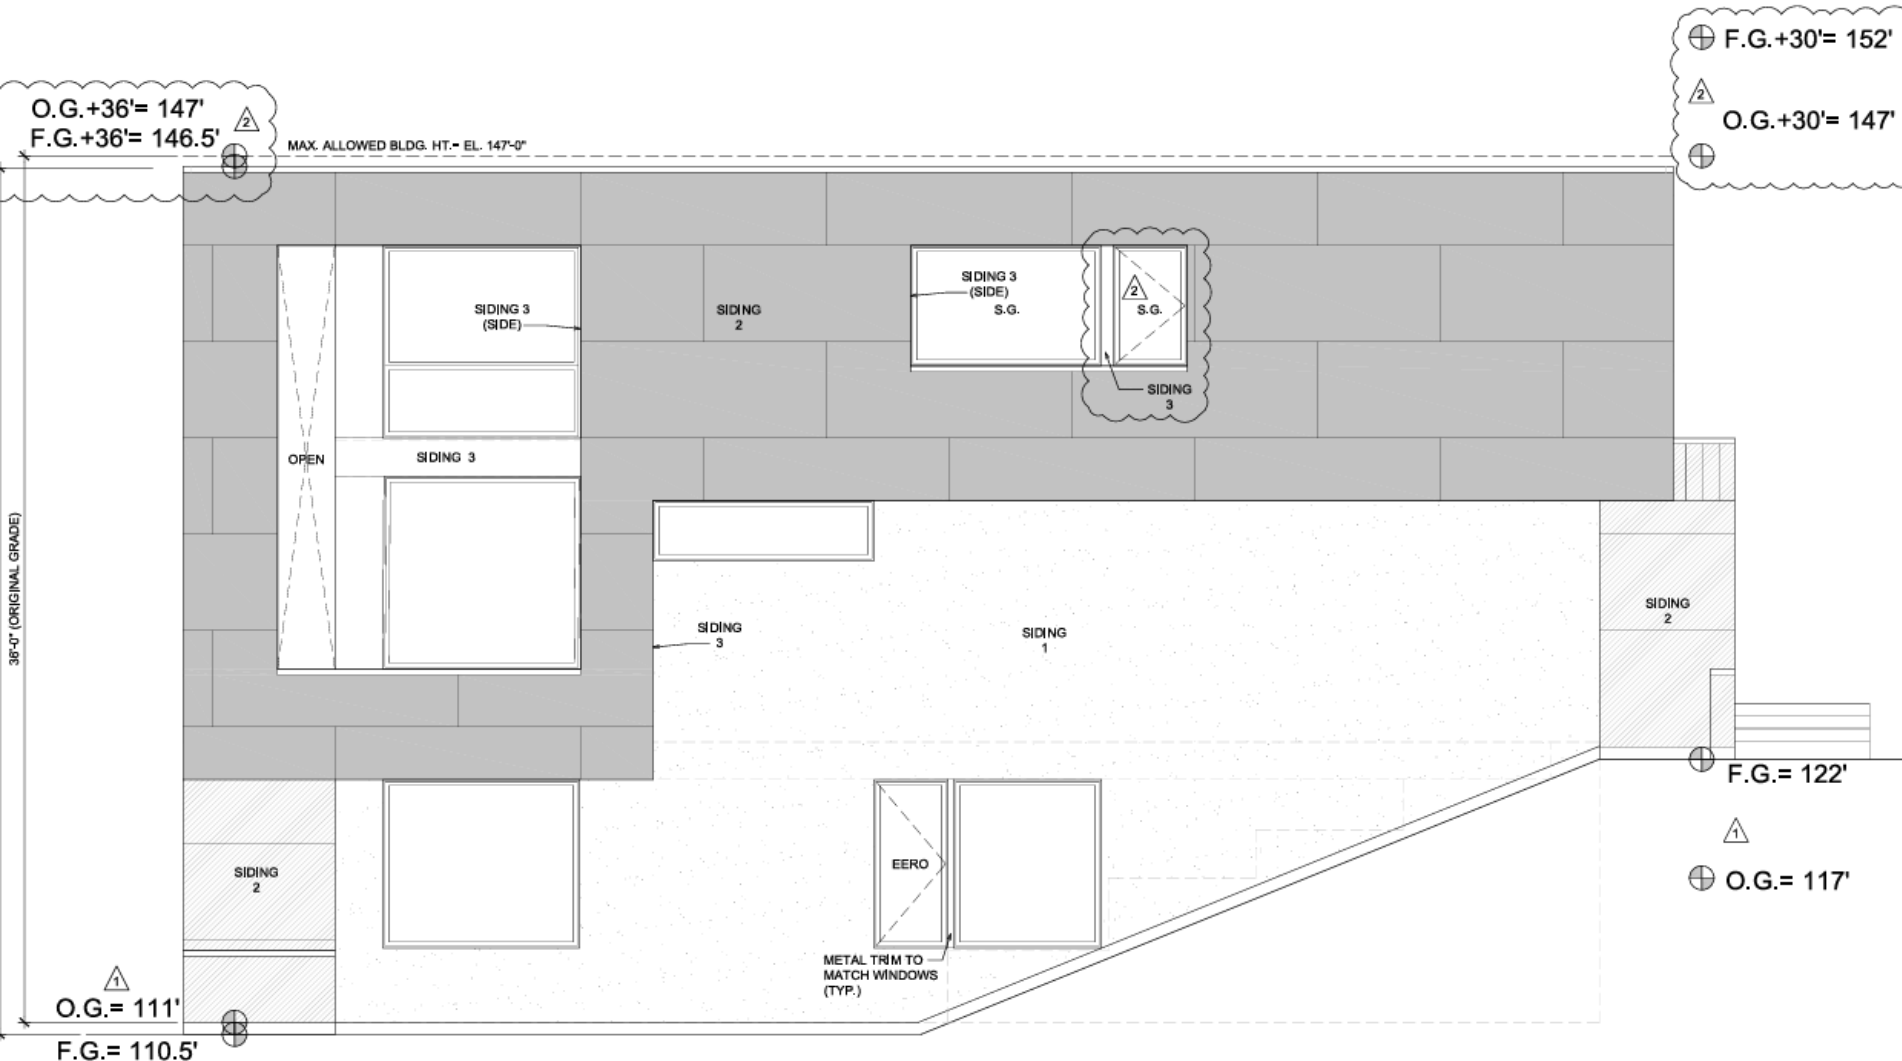 F.G.+30'= 152'
2
O.G.+30'= 147'
O.G.+36'= 147'
F.G.+36'= 146.5'
2
MAX. ALLOWED BLDG. HT.- EL. 147'-0"
SIDING 3
(SIDE)
SIDING
2
SIDING 3
(SIDE)
S.G.
2
S.G.
SIDING
3
OPEN
SIDING 3
36'-0" (ORIGINAL GRADE)
SIDING
3
SIDING
1
SIDING
2
F.G.= 122'
1
O.G.= 117'
SIDING
2
EERO
METAL TRIM TO
MATCH WINDOWS
(TYP.)
1
O.G.= 111'
F.G.= 110.5'